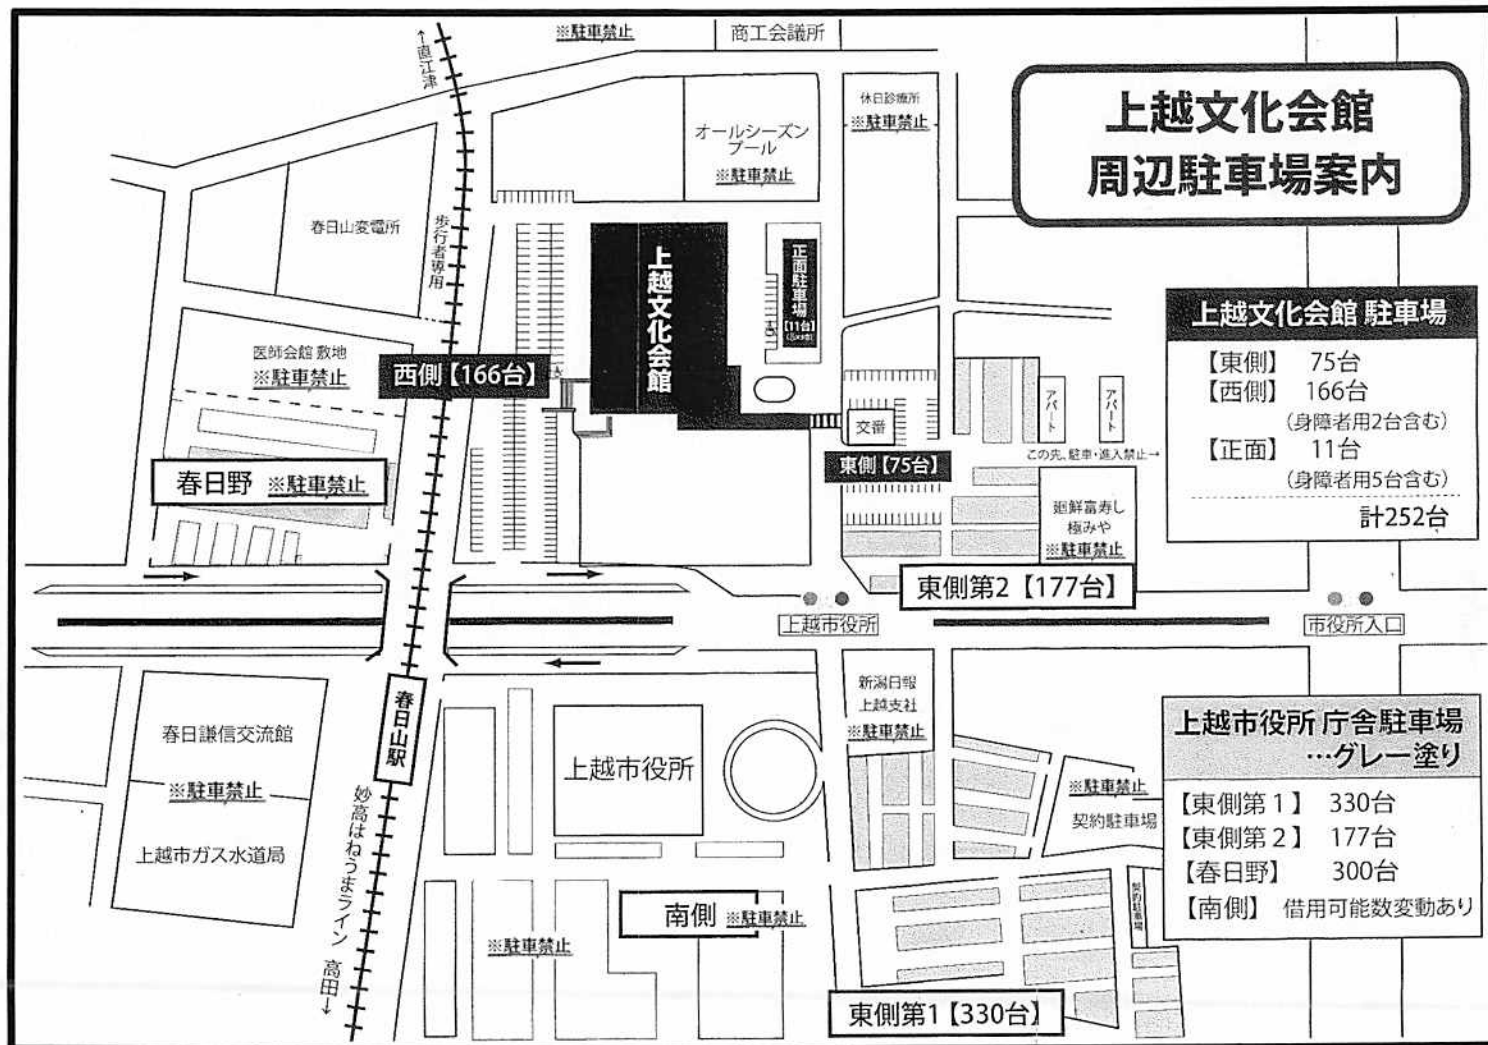 上越文化会館
周辺駐車場案内
※駐車禁止
商工会議所
←直江津
オールシーズン
プール
※駐車禁止
休日診療所
※駐車禁止
春日山変電所
歩行者専用
上越文化会館
正面駐車場
【11台】
医師会館 敷地
※駐車禁止
西側【166台】
春日野 ※駐車禁止
交番
東側【75台】
アパート
アパート
この先、駐車・進入禁止→
廻鮮富寿し
極みや
※駐車禁止
東側第2【177台】
上越市役所
市役所入口
上越文化会館 駐車場
【東側】 75台
【西側】 166台
(身障者用2台含む)
【正面】 11台
(身障者用5台含む)
計252台
春日山駅
春日謙信交流館
※駐車禁止
上越市ガス水道局
妙高はねうまライン 高田→
上越市役所
新潟日報
上越支社
※駐車禁止
※駐車禁止
契約駐車場
契約駐車場
南側 ※駐車禁止
※駐車禁止
東側第1【330台】
上越市役所 庁舎駐車場
…グレー塗り
【東側第1】 330台
【東側第2】 177台
【春日野】 300台
【南側】 借用可能数変動あり